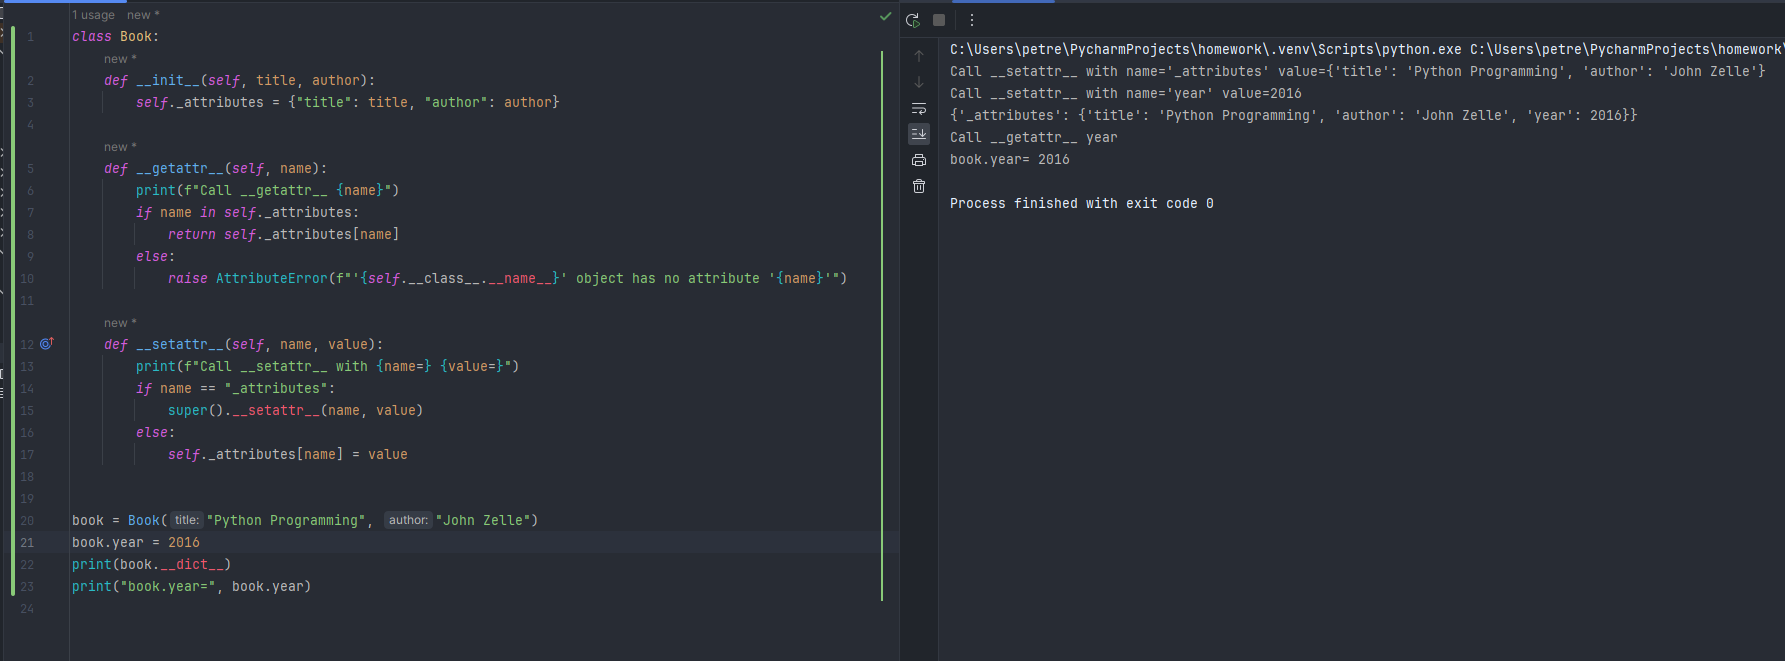 1 usage   new *
1 class Book:
new *
2     def __init__(self, title, author):
3         self._attributes = {"title": title, "author": author}
4
new *
5     def __getattr__(self, name):
6         print(f"Call __getattr__ {name}")
7         if name in self._attributes:
8             return self._attributes[name]
9         else:
10             raise AttributeError(f"'{self.__class__.__name__}' object has no attribute '{name}'")
11
new *
12     def __setattr__(self, name, value):
13         print(f"Call __setattr__ with {name=} {value=}")
14         if name == "_attributes":
15             super().__setattr__(name, value)
16         else:
17             self._attributes[name] = value
18
19
20 book = Book( title: "Python Programming",  author: "John Zelle")
21 book.year = 2016
22 print(book.__dict__)
23 print("book.year=", book.year)
24
C:\Users\petre\PycharmProjects\homework\.venv\Scripts\python.exe C:\Users\petre\PycharmProjects\homework\
Call __setattr__ with name='_attributes' value={'title': 'Python Programming', 'author': 'John Zelle'}
Call __setattr__ with name='year' value=2016
{'_attributes': {'title': 'Python Programming', 'author': 'John Zelle', 'year': 2016}}
Call __getattr__ year
book.year= 2016
Process finished with exit code 0